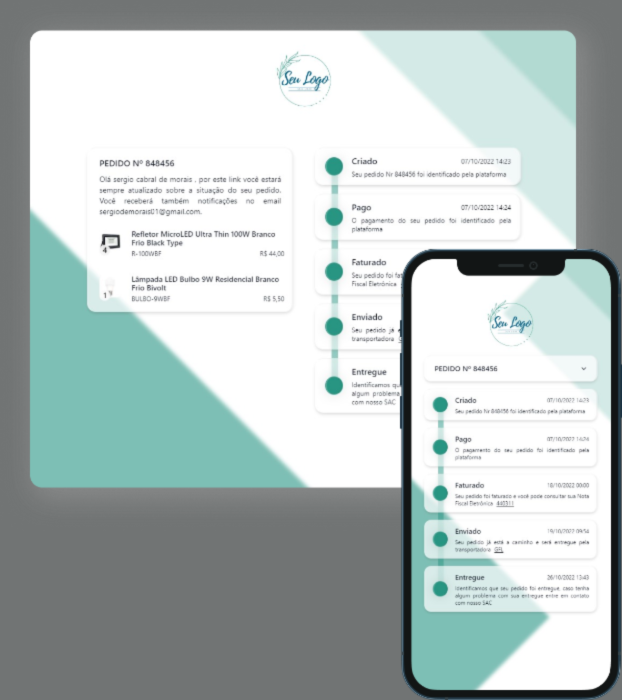 Seu Logo
PEDIDO Nº 848456
Olá sergio cabral de morais , por este link você estará
sempre atualizado sobre a situação do seu pedido.
Você receberá também notificações no email
sergiodemorais01@gmail.com.
4
Refletor MicroLED Ultra Thin 100W Branco
Frio Black Type
R-100WBF R$ 44,00
1
Lâmpada LED Bulbo 9W Residencial Branco
Frio Bivolt
BULBO-9WBF R$ 5,50
Criado 07/10/2022 14:23
Seu pedido Nr 848456 foi identificado pela plataforma
Pago 07/10/2022 14:24
O pagamento do seu pedido foi identificado pela
plataforma
Faturado
Seu pedido foi fat
Fiscal Eletrônica
Enviado
Seu pedido já
transportadora
Entregue
Identificamos qu
algum problema
com nosso SAC
Seu Logo
PEDIDO Nº 848456
Criado 07/10/2022 14:23
Seu pedido Nr 848456 foi identificado pela plataforma
Pago 07/10/2022 14:24
O pagamento do seu pedido foi identificado pela
plataforma
Faturado 18/10/2022 00:00
Seu pedido foi faturado e você pode consultar sua Nota
Fiscal Eletrônica 440311
Enviado 19/10/2022 09:54
Seu pedido já está a caminho e será entregue pela
transportadora GFL
Entregue 26/10/2022 13:43
Identificamos que seu pedido foi entregue, caso tenha
algum problema com sua entregue entre em contato
com nosso SAC